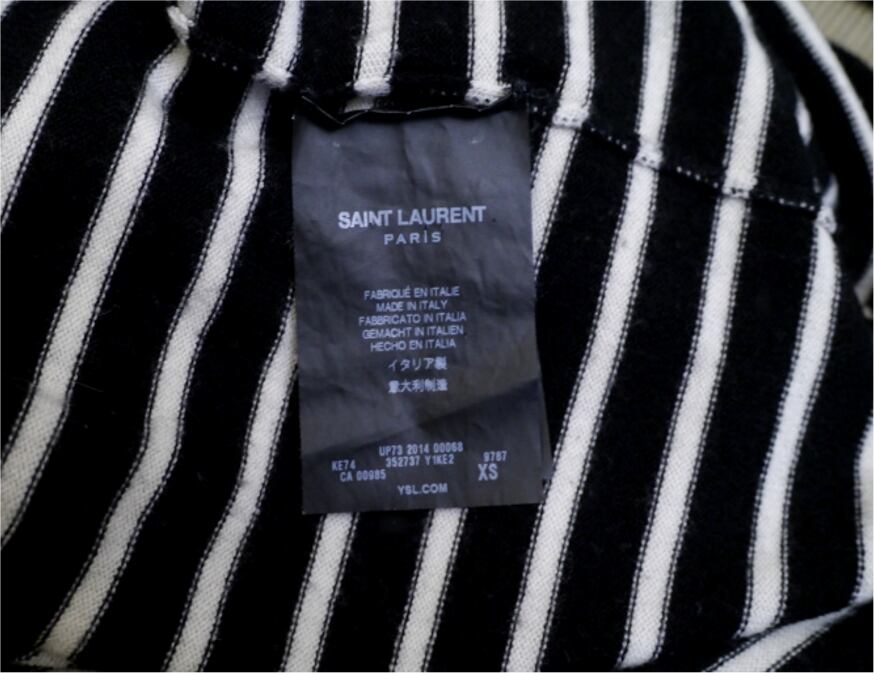 SAINT LAURENT
PARIS
FABRIQUÉ EN ITALIE
MADE IN ITALY
FABBRICATO IN ITALIA
GEMACHT IN ITALIEN
HECHO EN ITALIA
イタリア製
意大利制造
UP73 2014 00068
KE74 352737 Y1KE2 9787
CA 00985 XS
YSL.COM